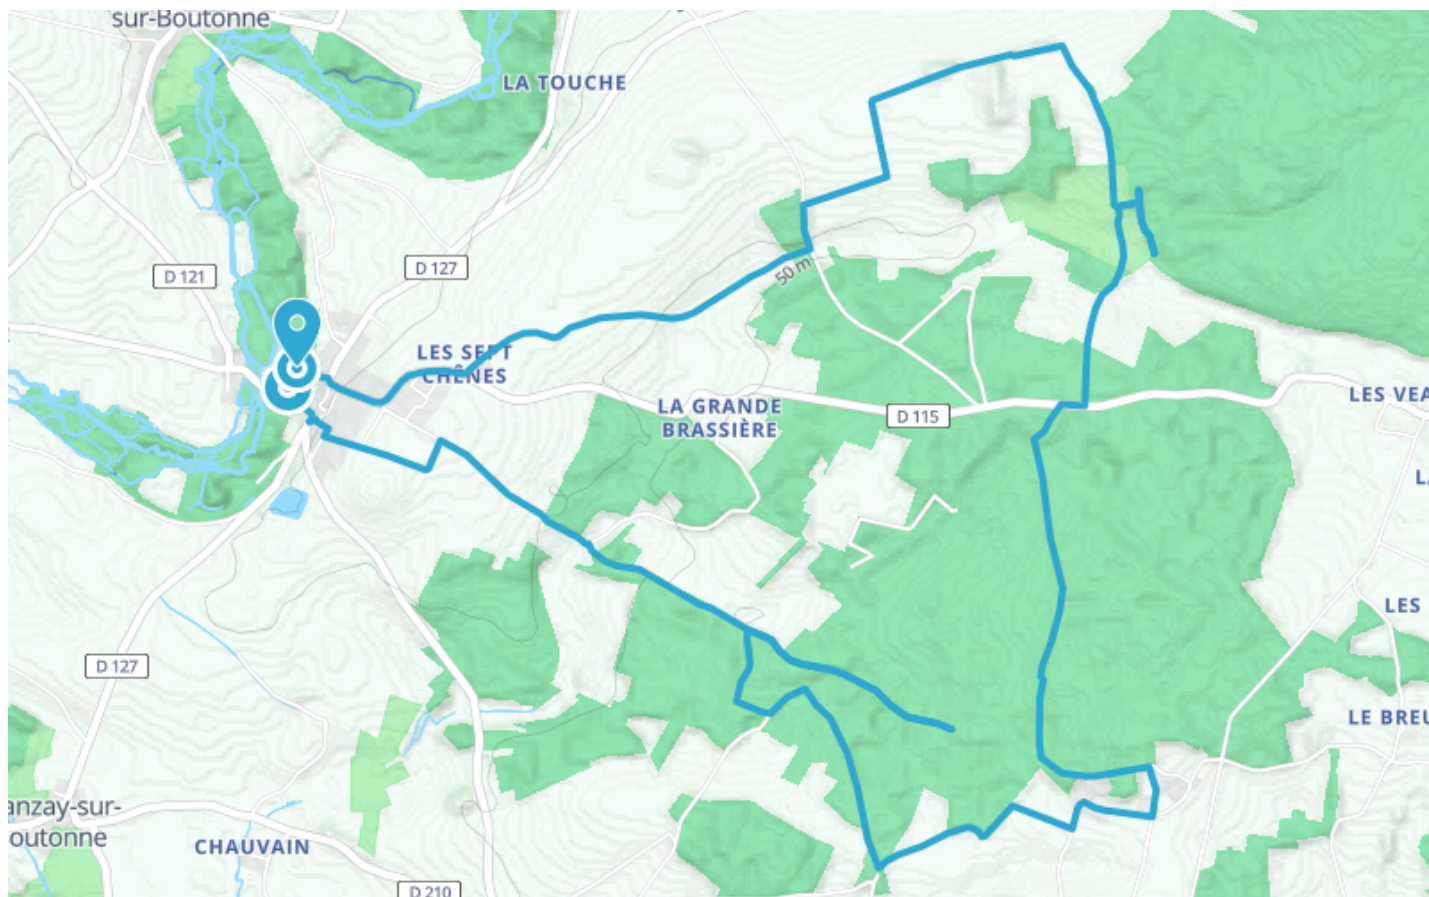 sur-Boutonne
LA TOUCHE
D 121
D 127
50 m
LES SEPT
CHÊNES
LA GRANDE
BRASSIÈRE
D 115
LES VEA
LES
D 127
LE BREU
anzay-sur-
outonne
CHAUVAIN
D 210